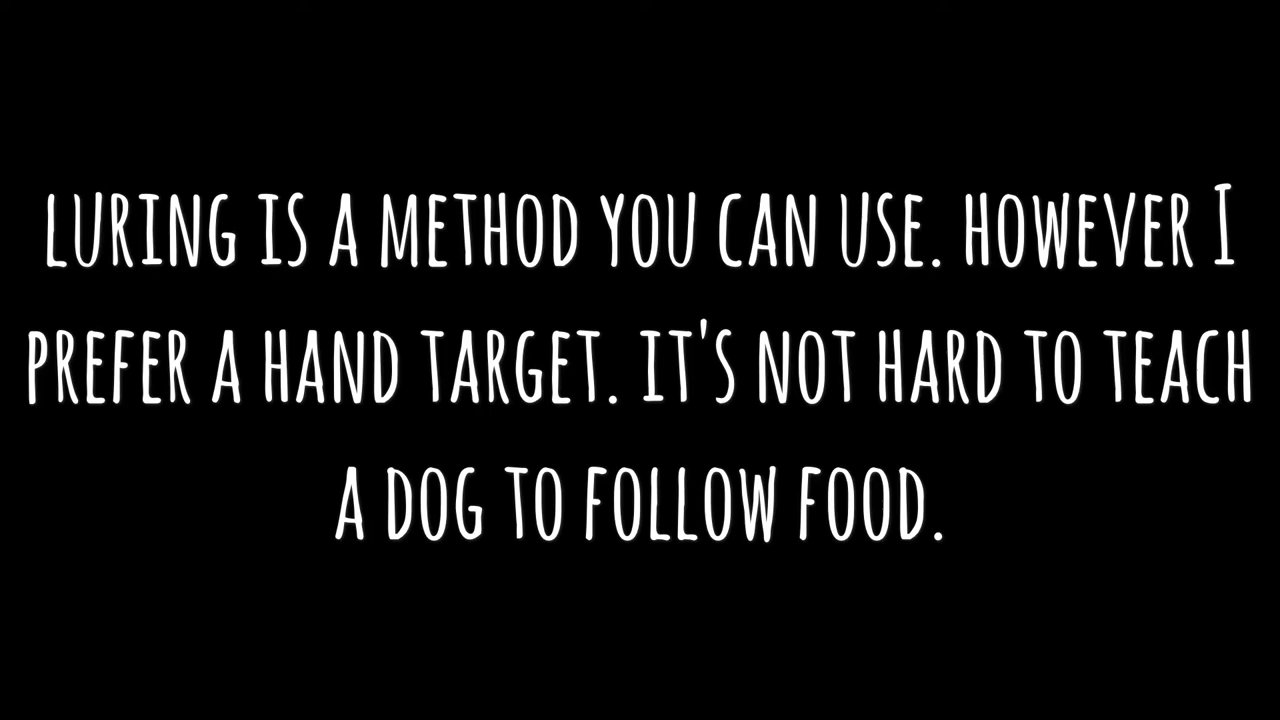 LURING IS A METHOD YOU CAN USE. HOWEVER I
PREFER A HAND TARGET. IT'S NOT HARD TO TEACH
A DOG TO FOLLOW FOOD.